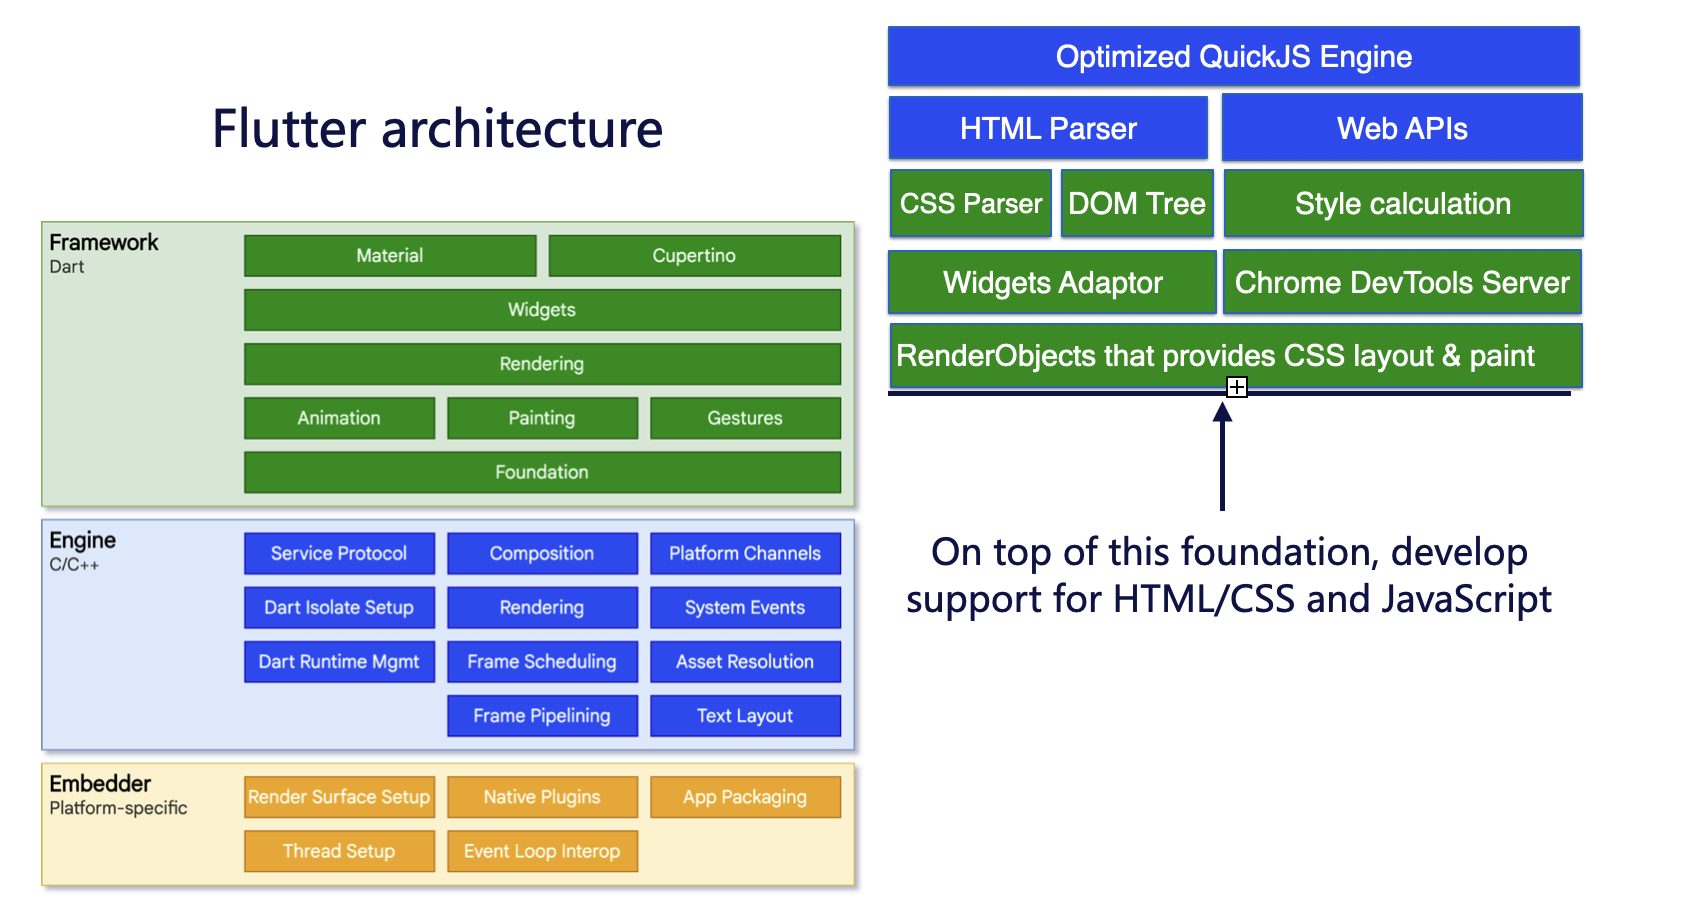 Flutter architecture
Framework
Dart
Material
Cupertino
Widgets
Rendering
Animation
Painting
Gestures
Foundation
Engine
C/C++
Service Protocol
Composition
Platform Channels
Dart Isolate Setup
Rendering
System Events
Dart Runtime Mgmt
Frame Scheduling
Asset Resolution
Frame Pipelining
Text Layout
Embedder
Platform-specific
Render Surface Setup
Native Plugins
App Packaging
Thread Setup
Event Loop Interop
Optimized QuickJS Engine
HTML Parser
Web APIs
CSS Parser
DOM Tree
Style calculation
Widgets Adaptor
Chrome DevTools Server
RenderObjects that provides CSS layout & paint
On top of this foundation, develop
support for HTML/CSS and JavaScript